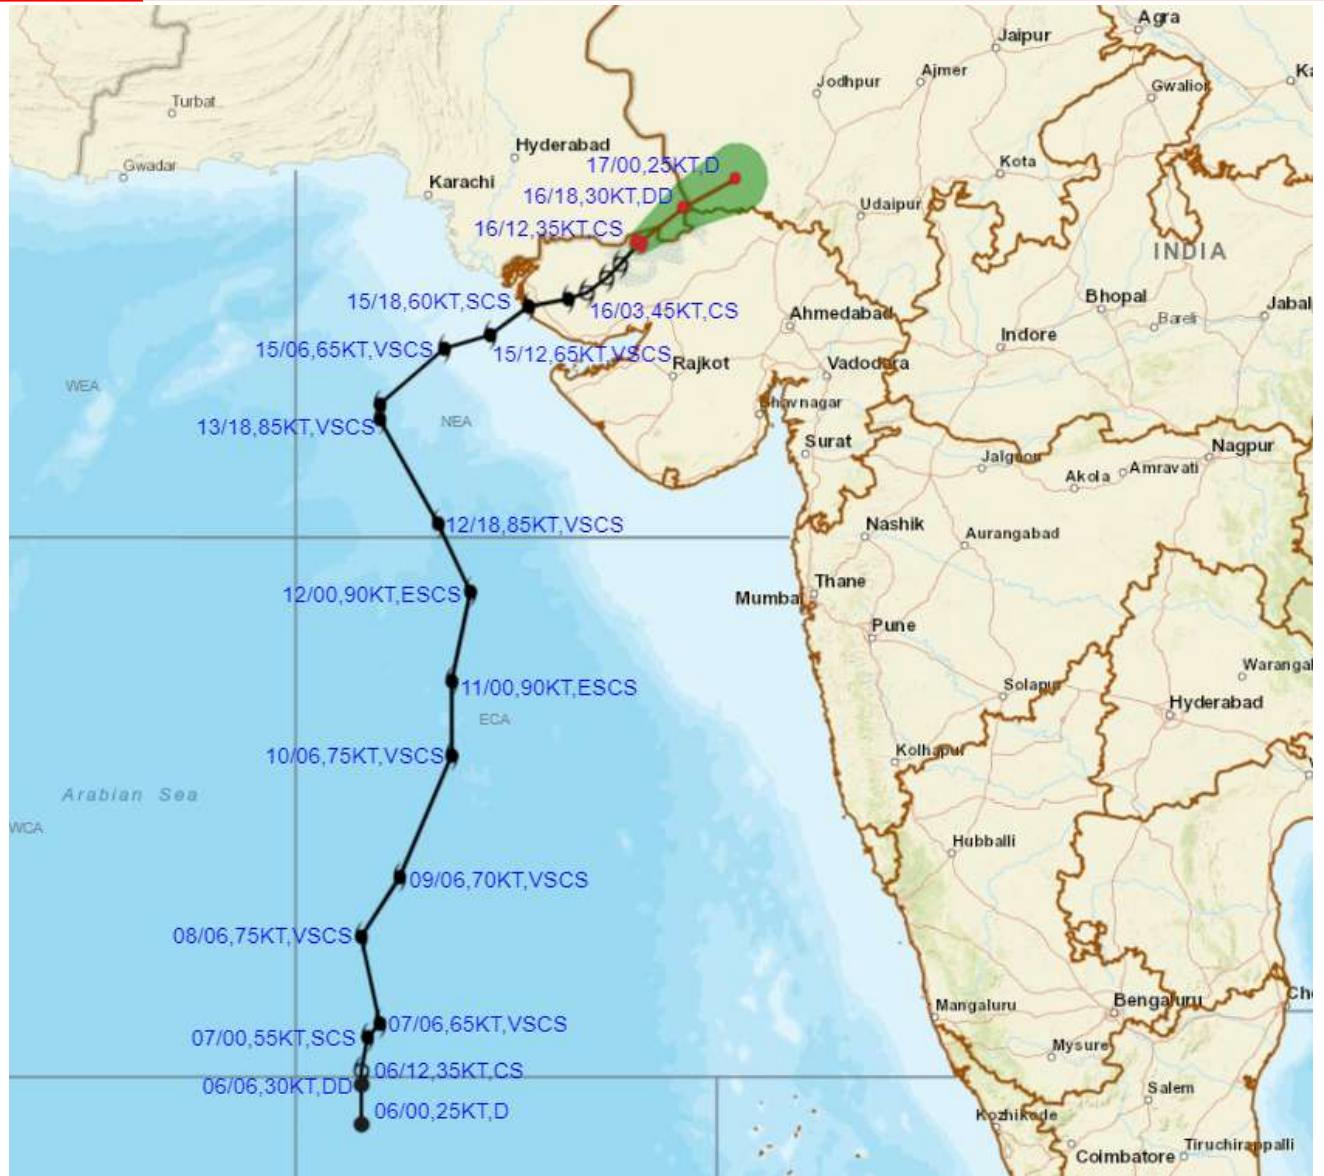 Agra
Jaipur
Ajmer
Jodhpur
Gwalior
Turbat
Hyderabad
Gwadar
Karachi
17/00,25KT,D
Kota
16/18,30KT,DD
Udaipur
16/12,35KT,CS
INDIA
15/18,60KT,SCS
16/03,45KT,CS
Bhopal
Jabal
Ahmedabad
Bareli
Indore
15/06,65KT,VSCS
15/12,65KT,VSCS
Rajkot
Vadodara
WEA
NEA
Bhavnagar
13/18,85KT,VSCS
Surat
Nagpur
Jalgaon
Amravati
Akola
12/18,85KT,VSCS
Nashik
Aurangabad
12/00,90KT,ESCS
Thane
Mumbai
Pune
Warangal
11/00,90KT,ESCS
Solapur
Hyderabad
ECA
10/06,75KT,VSCS
Kolhapur
Arabian Sea
WCA
Hubballi
09/06,70KT,VSCS
08/06,75KT,VSCS
Mangaluru
Bengaluru
Che
07/06,65KT,VSCS
07/00,55KT,SCS
Mysuru
06/12,35KT,CS
06/06,30KT,DD
Salem
06/00,25KT,D
Kozhikode
Coimbatore
Tiruchirappalli